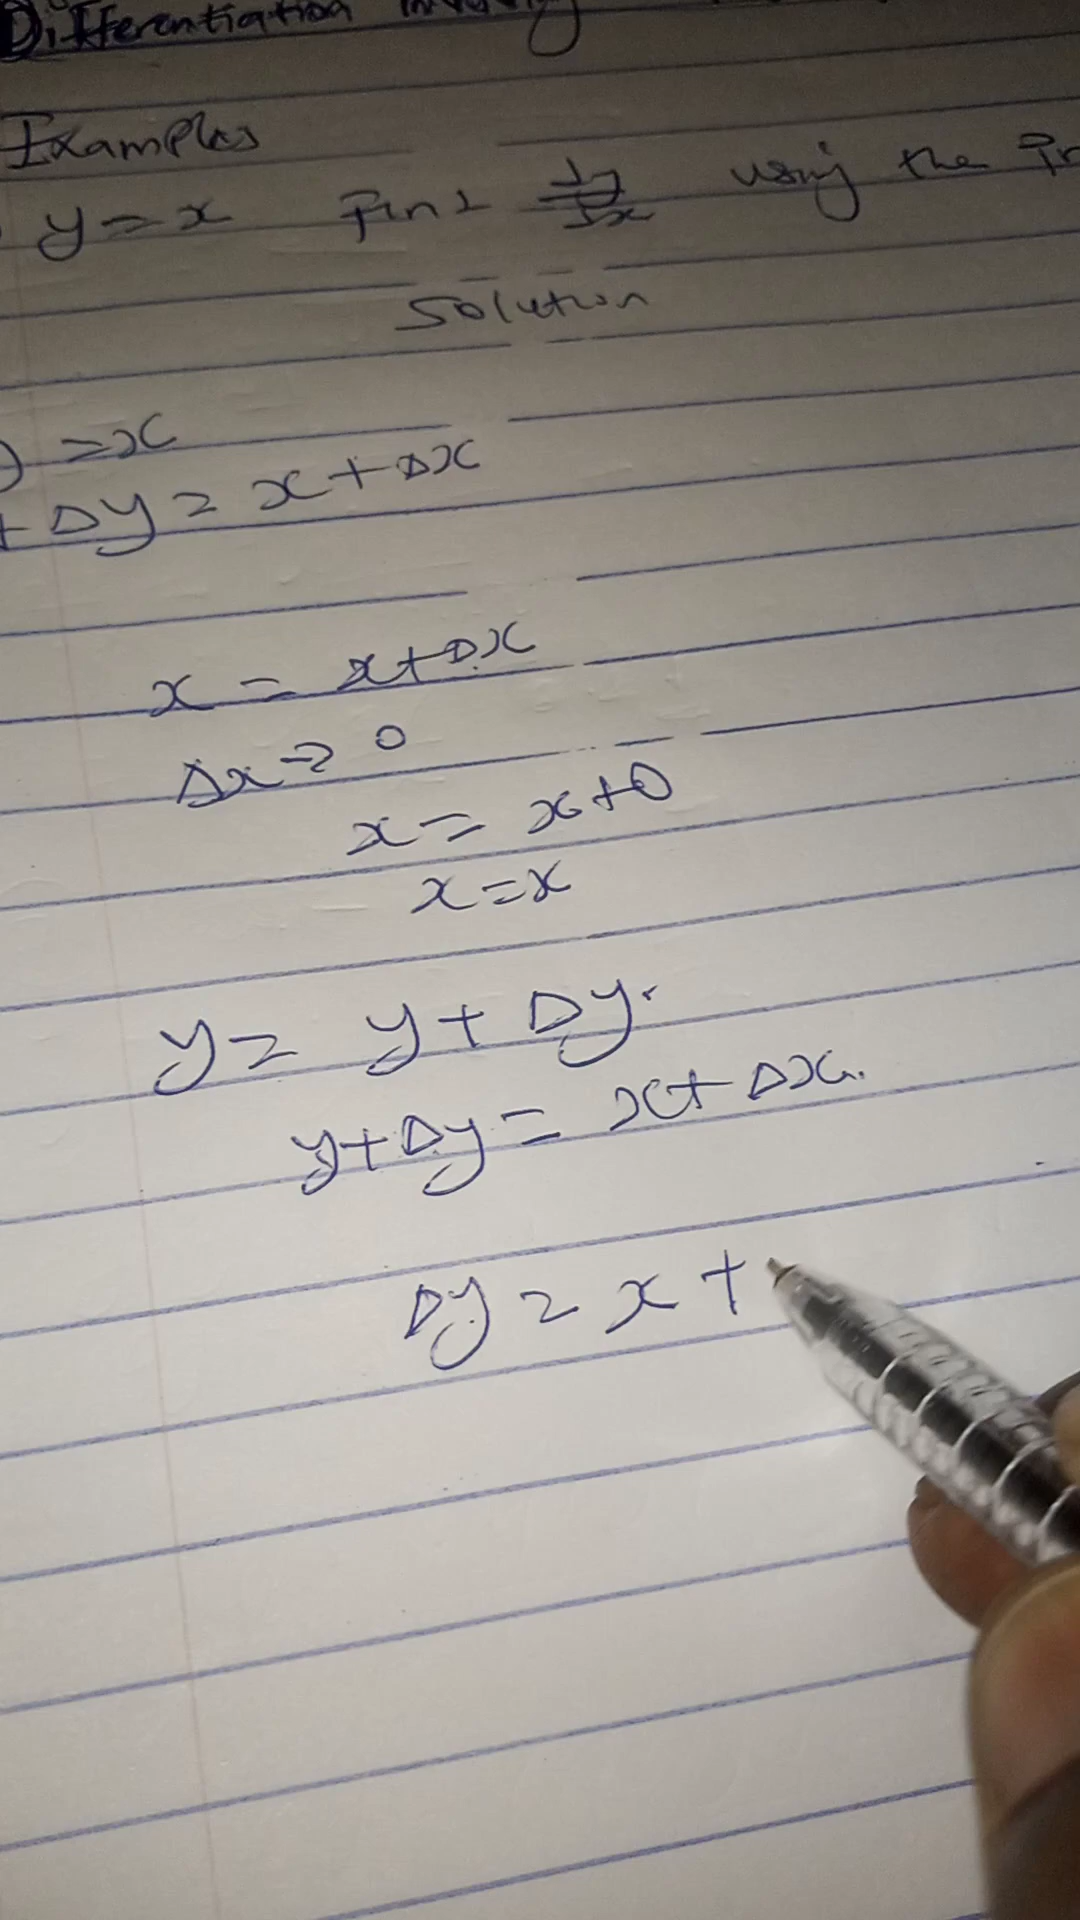 Differentiation
Examples
y = x Find dy/dx using the
Solution
= x
+ Δy = x + Δx
x = x + Δx
Δx → 0
x = x + 0
x = x
y = y + Δy.
y + Δy = x + Δx.
Δy = x +